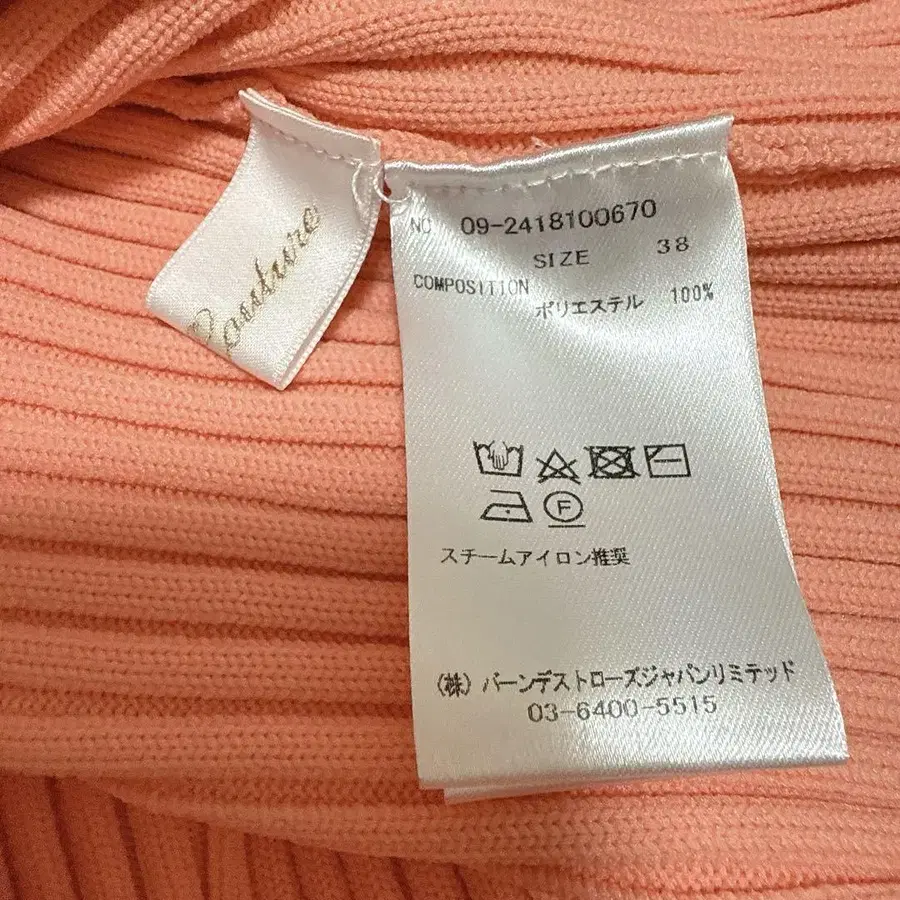 Couture
NO 09-2418100670
SIZE 38
COMPOSITION
ポリエステル 100%
F
スチームアイロン推奨
(株) バーンデストローズジャパンリミテッド
03-6400-5515